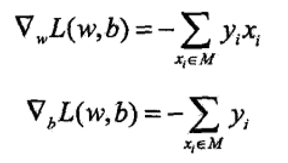 ∇_w L(w,b) = −∑_{x_i∈M} y_i x_i
∇_b L(w,b) = −∑_{x_i∈M} y_i